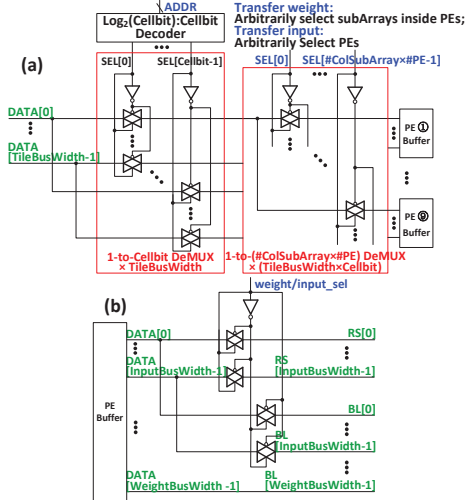 ADDR
Log₂(Cellbit):Cellbit
Decoder
Transfer weight:
Arbitrarily select subArrays inside PEs;
Transfer input:
Arbitrarily Select PEs
(a)
SEL[0]
SEL[Cellbit-1]
SEL[0]
SEL[#ColSubArray×#PE-1]
DATA[0]
DATA
[TileBusWidth-1]
PE ①
Buffer
PE ⑨
Buffer
1-to-Cellbit DeMUX
× TileBusWidth
1-to-(#ColSubArray×#PE) DeMUX
× (TileBusWidth×Cellbit)
(b)
weight/input_sel
DATA[0]
RS[0]
DATA
[InputBusWidth-1]
RS
[InputBusWidth-1]
PE
Buffer
BL[0]
BL
[InputBusWidth-1]
DATA
[WeightBusWidth -1]
BL
[WeightBusWidth-1]